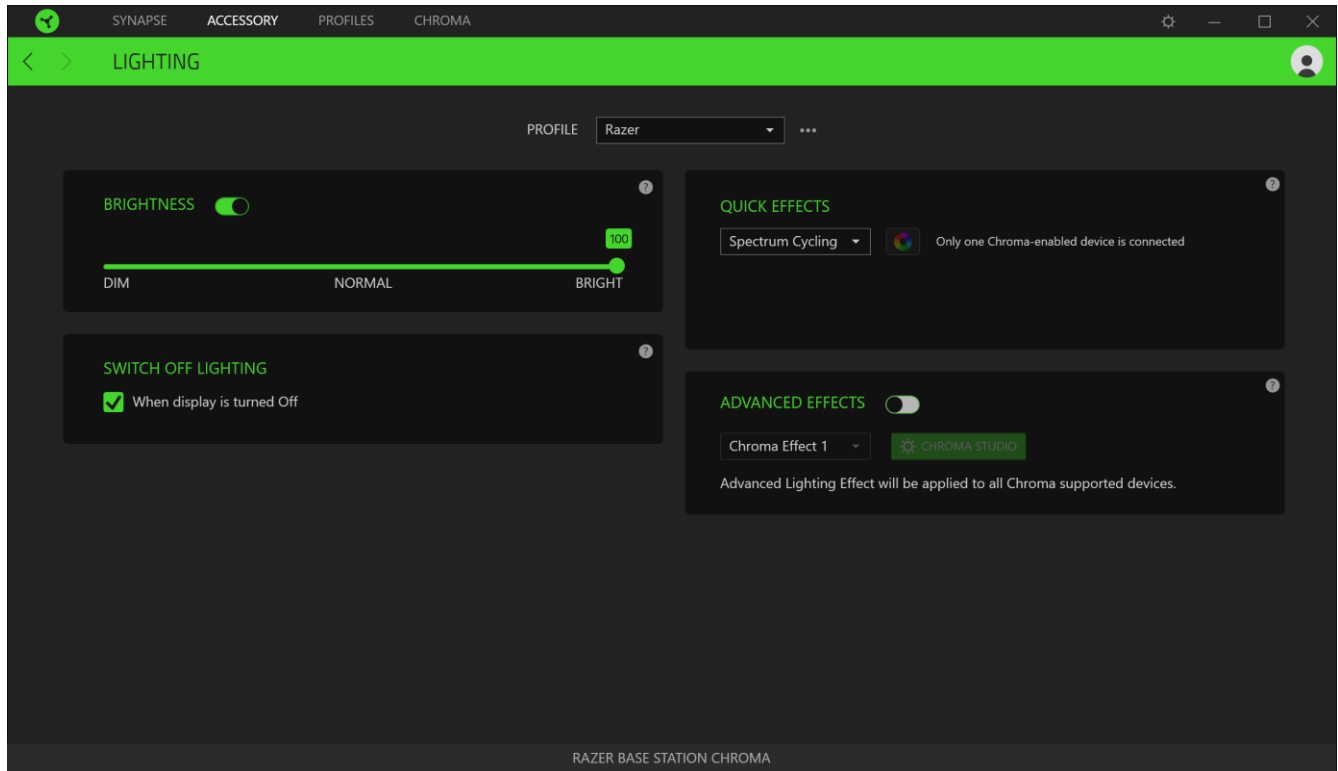 SYNAPSE ACCESSORY PROFILES CHROMA
LIGHTING
PROFILE Razer
BRIGHTNESS
100
DIM NORMAL BRIGHT
SWITCH OFF LIGHTING
When display is turned Off
QUICK EFFECTS
Spectrum Cycling Only one Chroma-enabled device is connected
ADVANCED EFFECTS
Chroma Effect 1 CHROMA STUDIO
Advanced Lighting Effect will be applied to all Chroma supported devices.
RAZER BASE STATION CHROMA